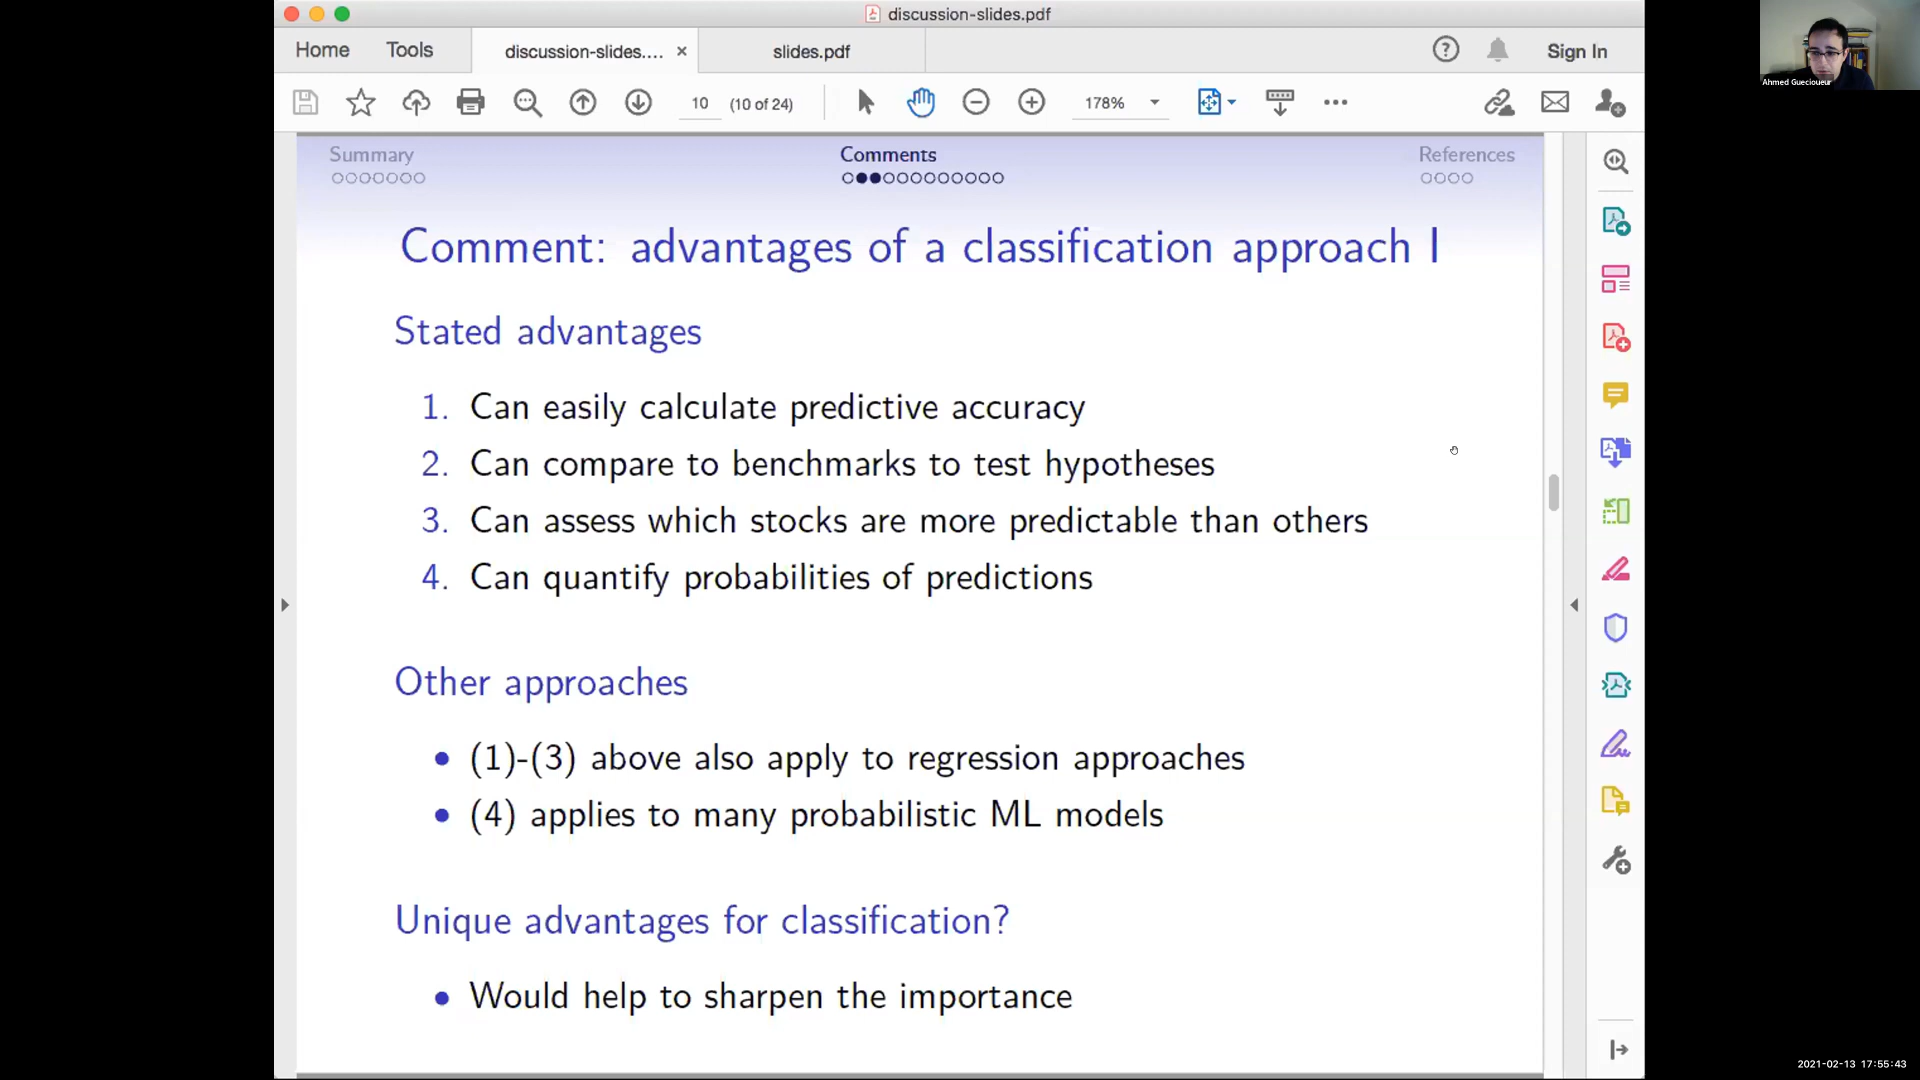 discussion-slides.pdf
Home
Tools
discussion-slides....
slides.pdf
Sign In
10
(10 of 24)
178%
Ahmed Guecioueur
Summary
Comments
References
Comment: advantages of a classification approach I
Stated advantages
1. Can easily calculate predictive accuracy
2. Can compare to benchmarks to test hypotheses
3. Can assess which stocks are more predictable than others
4. Can quantify probabilities of predictions
Other approaches
• (1)-(3) above also apply to regression approaches
• (4) applies to many probabilistic ML models
Unique advantages for classification?
• Would help to sharpen the importance
2021-02-13 17:55:43